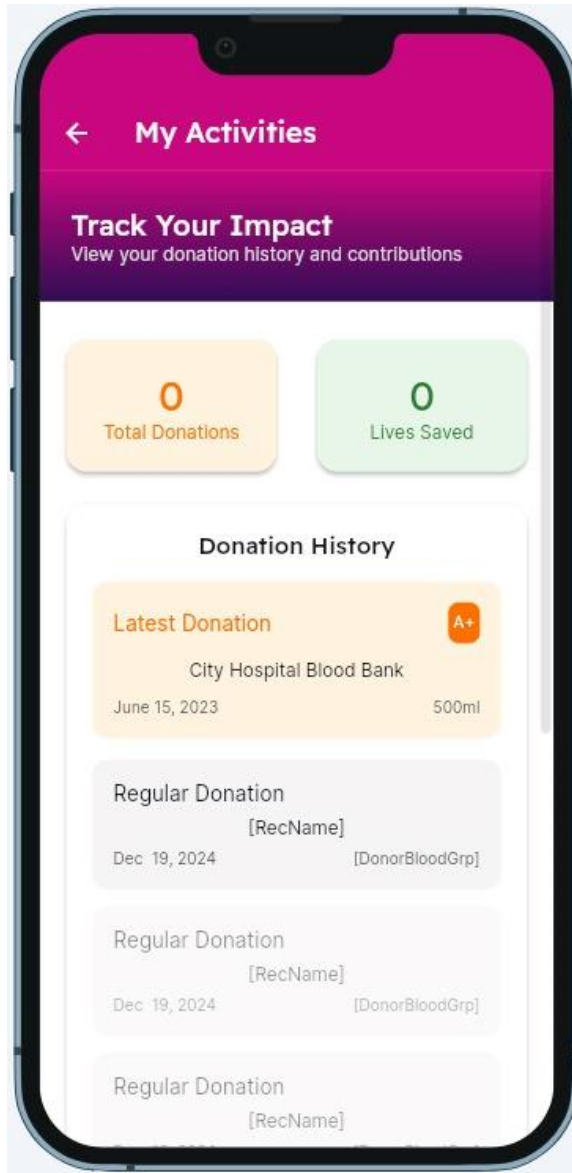 My Activities
Track Your Impact
View your donation history and contributions
0
Total Donations
0
Lives Saved
Donation History
Latest Donation
A+
City Hospital Blood Bank
June 15, 2023
500ml
Regular Donation
[RecName]
Dec 19, 2024
[DonorBloodGrp]
Regular Donation
[RecName]
Dec 19, 2024
[DonorBloodGrp]
Regular Donation
[RecName]